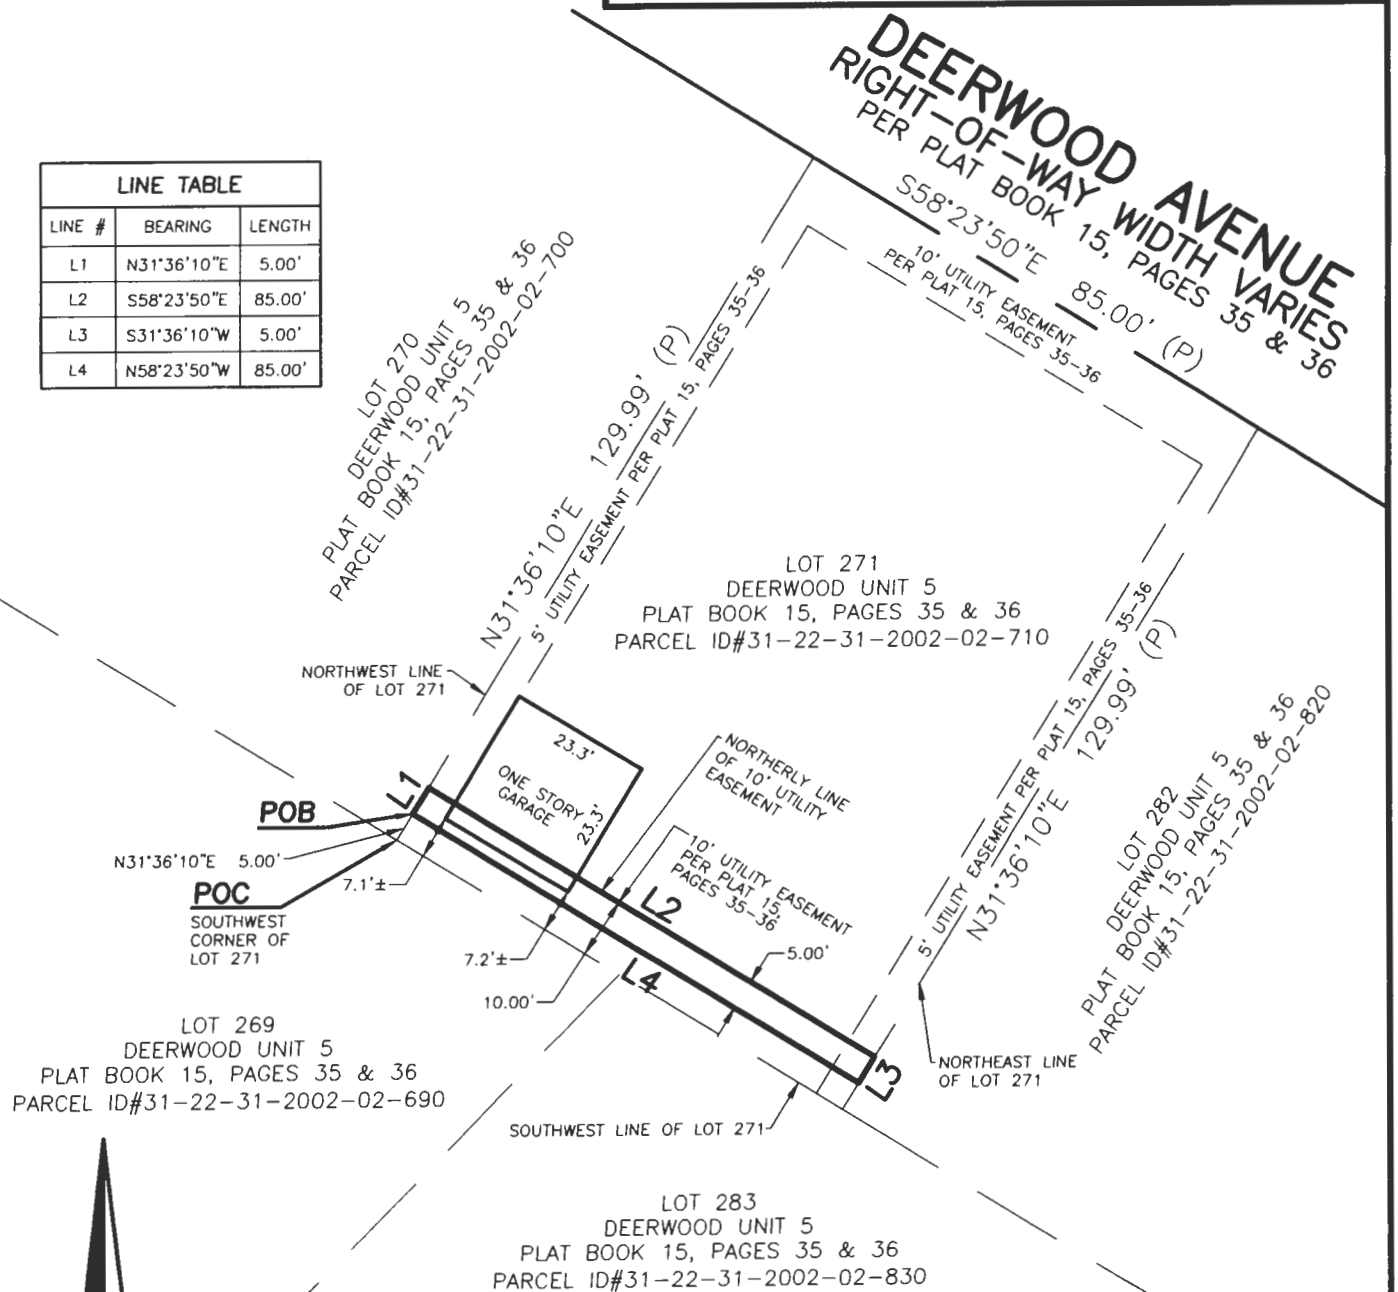 DEERWOOD AVENUE
RIGHT-OF-WAY WIDTH VARIES
PER PLAT BOOK 15, PAGES 35 & 36
S58°23'50"E 85.00' (P)
10' UTILITY EASEMENT
PER PLAT 15, PAGES 35-36
LINE TABLE
LINE # BEARING LENGTH
L1 N31°36'10"E 5.00'
L2 S58°23'50"E 85.00'
L3 S31°36'10"W 5.00'
L4 N58°23'50"W 85.00'
LOT 270
DEERWOOD UNIT 5
PLAT BOOK 15, PAGES 35 & 36
PARCEL ID#31-22-31-2002-02-700
N31°36'10"E 129.99' (P)
5' UTILITY EASEMENT PER PLAT 15, PAGES 35-36
LOT 271
DEERWOOD UNIT 5
PLAT BOOK 15, PAGES 35 & 36
PARCEL ID#31-22-31-2002-02-710
NORTHWEST LINE
OF LOT 271
23.3'
ONE STORY
GARAGE
23.3'
NORTHERLY LINE
OF 10' UTILITY
EASEMENT
10' UTILITY EASEMENT
PER PLAT 15,
PAGES 35-36
5' UTILITY EASEMENT PER PLAT 15, PAGES 35-36
N31°36'10"E 129.99' (P)
LOT 282
DEERWOOD UNIT 5
PLAT BOOK 15, PAGES 35 & 36
PARCEL ID#31-22-31-2002-02-820
L1
POB
N31°36'10"E 5.00'
POC
SOUTHWEST
CORNER OF
LOT 271
7.1'±
L2
5.00'
7.2'±
L4
10.00'
L3
NORTHEAST LINE
OF LOT 271
LOT 269
DEERWOOD UNIT 5
PLAT BOOK 15, PAGES 35 & 36
PARCEL ID#31-22-31-2002-02-690
SOUTHWEST LINE OF LOT 271
LOT 283
DEERWOOD UNIT 5
PLAT BOOK 15, PAGES 35 & 36
PARCEL ID#31-22-31-2002-02-830